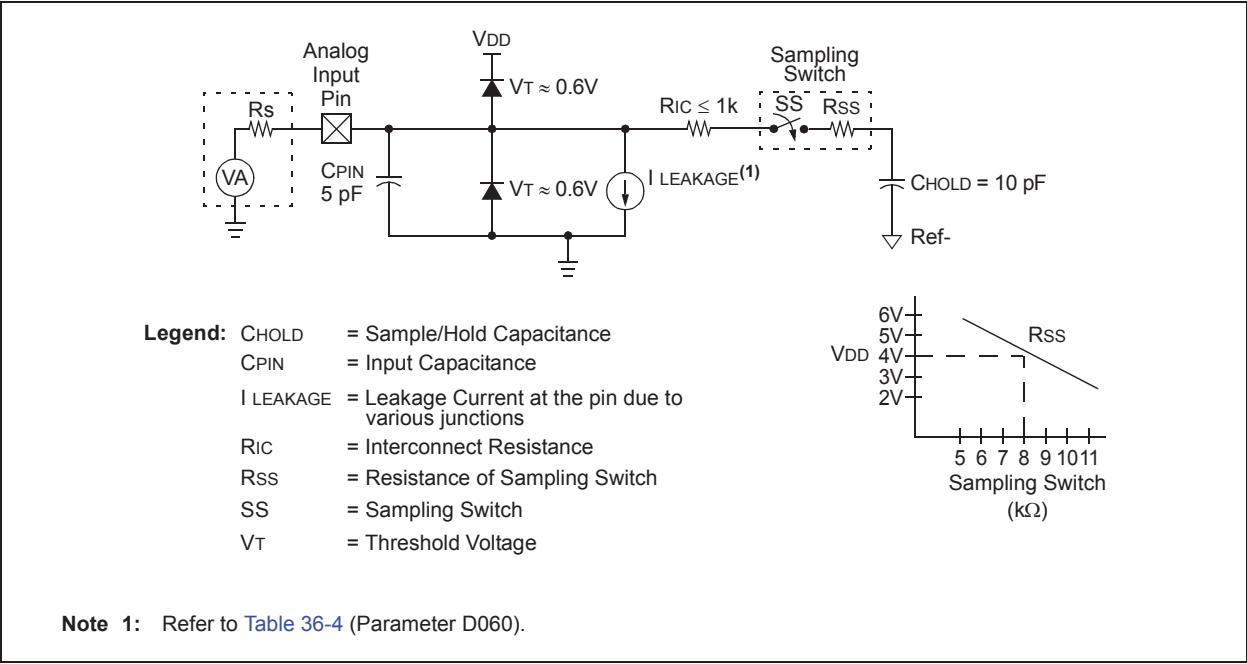 VDD
Analog
Input
Pin
Sampling
Switch
VT ≈ 0.6V
Rs
RIC ≤ 1k
SS
RSS
VA
CPIN
5 pF
VT ≈ 0.6V
I LEAKAGE(1)
CHOLD = 10 pF
Ref-
Legend: CHOLD = Sample/Hold Capacitance
CPIN = Input Capacitance
I LEAKAGE = Leakage Current at the pin due to
various junctions
RIC = Interconnect Resistance
RSS = Resistance of Sampling Switch
SS = Sampling Switch
VT = Threshold Voltage
6V
5V
VDD 4V
3V
2V
RSS
5 6 7 8 9 10 11
Sampling Switch
(kΩ)
Note 1: Refer to Table 36-4 (Parameter D060).